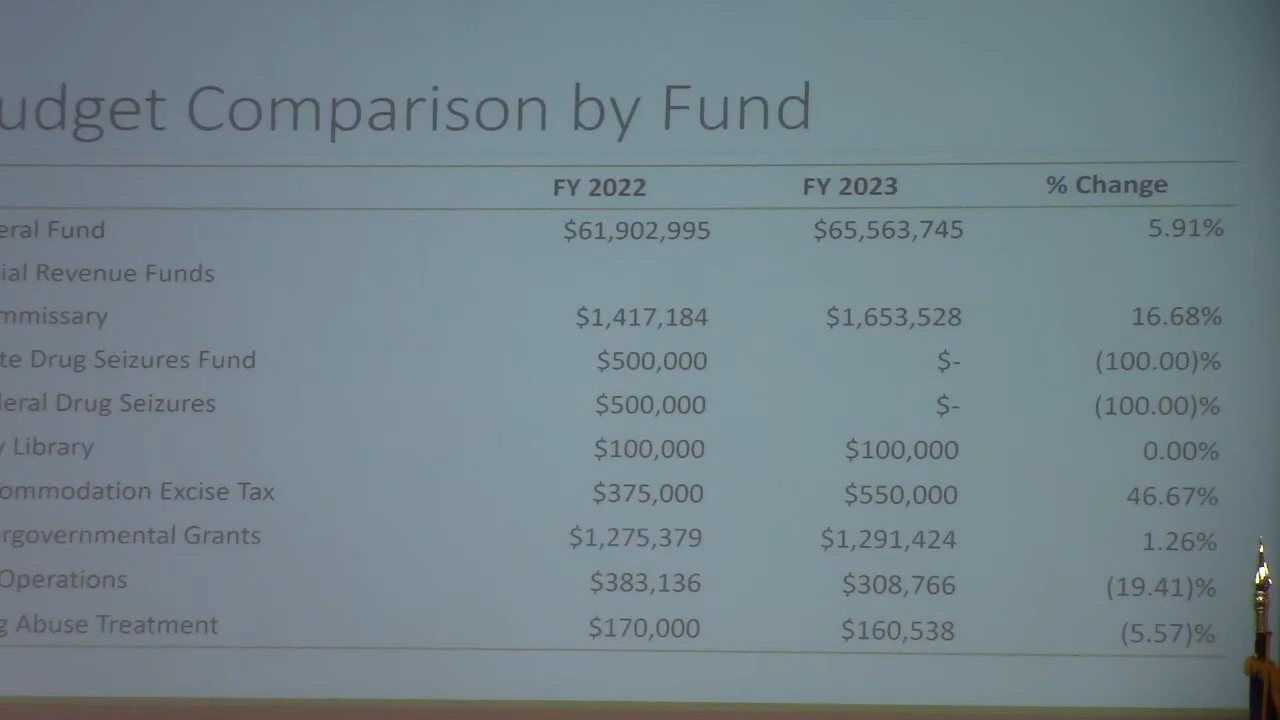 udget Comparison by Fund
FY 2022 FY 2023 % Change
eral Fund $61,902,995 $65,563,745 5.91%
ial Revenue Funds
mmissary $1,417,184 $1,653,528 16.68%
te Drug Seizures Fund $500,000 $- (100.00)%
eral Drug Seizures $500,000 $- (100.00)%
y Library $100,000 $100,000 0.00%
ommodation Excise Tax $375,000 $550,000 46.67%
rgovernmental Grants $1,275,379 $1,291,424 1.26%
Operations $383,136 $308,766 (19.41)%
g Abuse Treatment $170,000 $160,538 (5.57)%